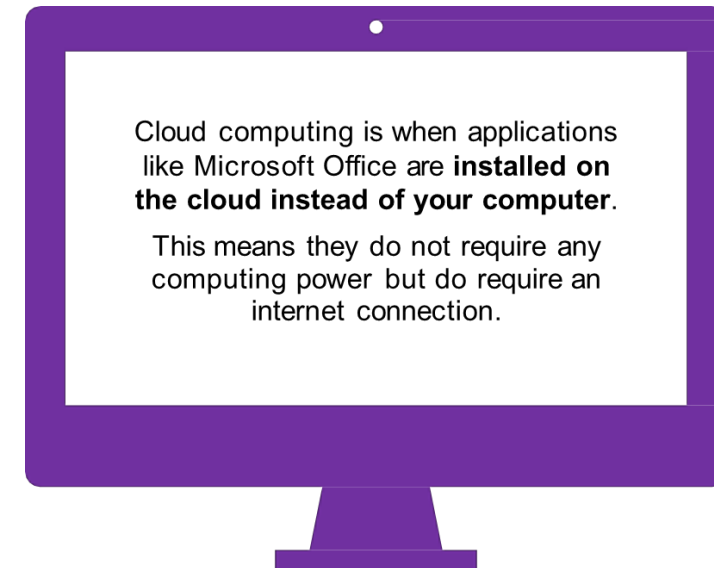 Cloud computing is when applications
like Microsoft Office are installed on
the cloud instead of your computer.
This means they do not require any
computing power but do require an
internet connection.